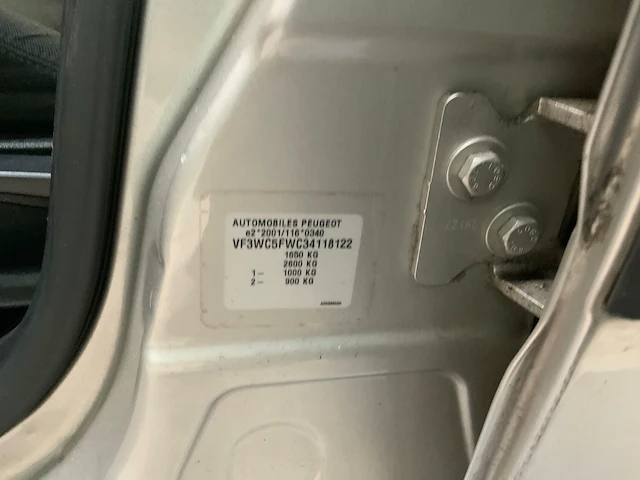 AUTOMOBILES PEUGEOT
e2*2001/116*0340
VF3WC5FWC34118122
1650 KG
2600 KG
1- 1000 KG
2- 900 KG